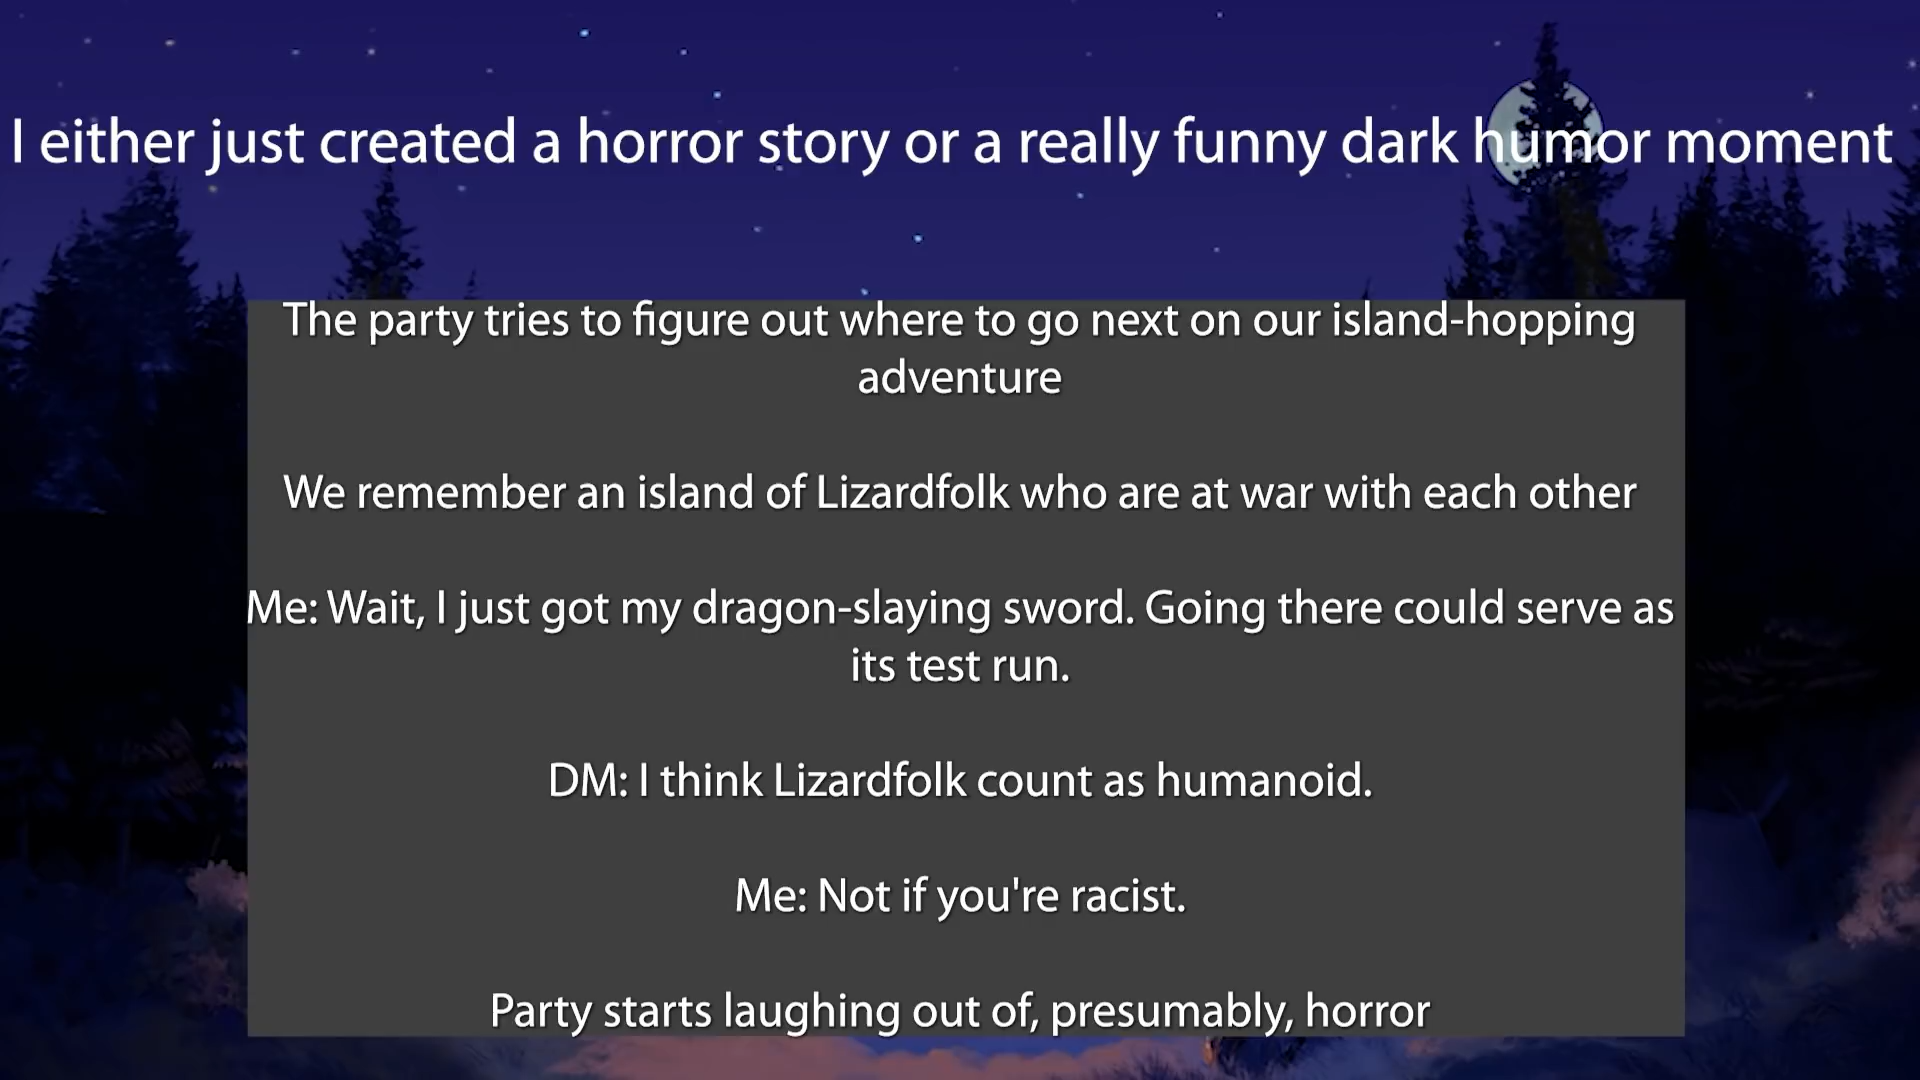 I either just created a horror story or a really funny dark humor moment
The party tries to figure out where to go next on our island-hopping
adventure
We remember an island of Lizardfolk who are at war with each other
Me: Wait, I just got my dragon-slaying sword. Going there could serve as
its test run.
DM: I think Lizardfolk count as humanoid.
Me: Not if you're racist.
Party starts laughing out of, presumably, horror